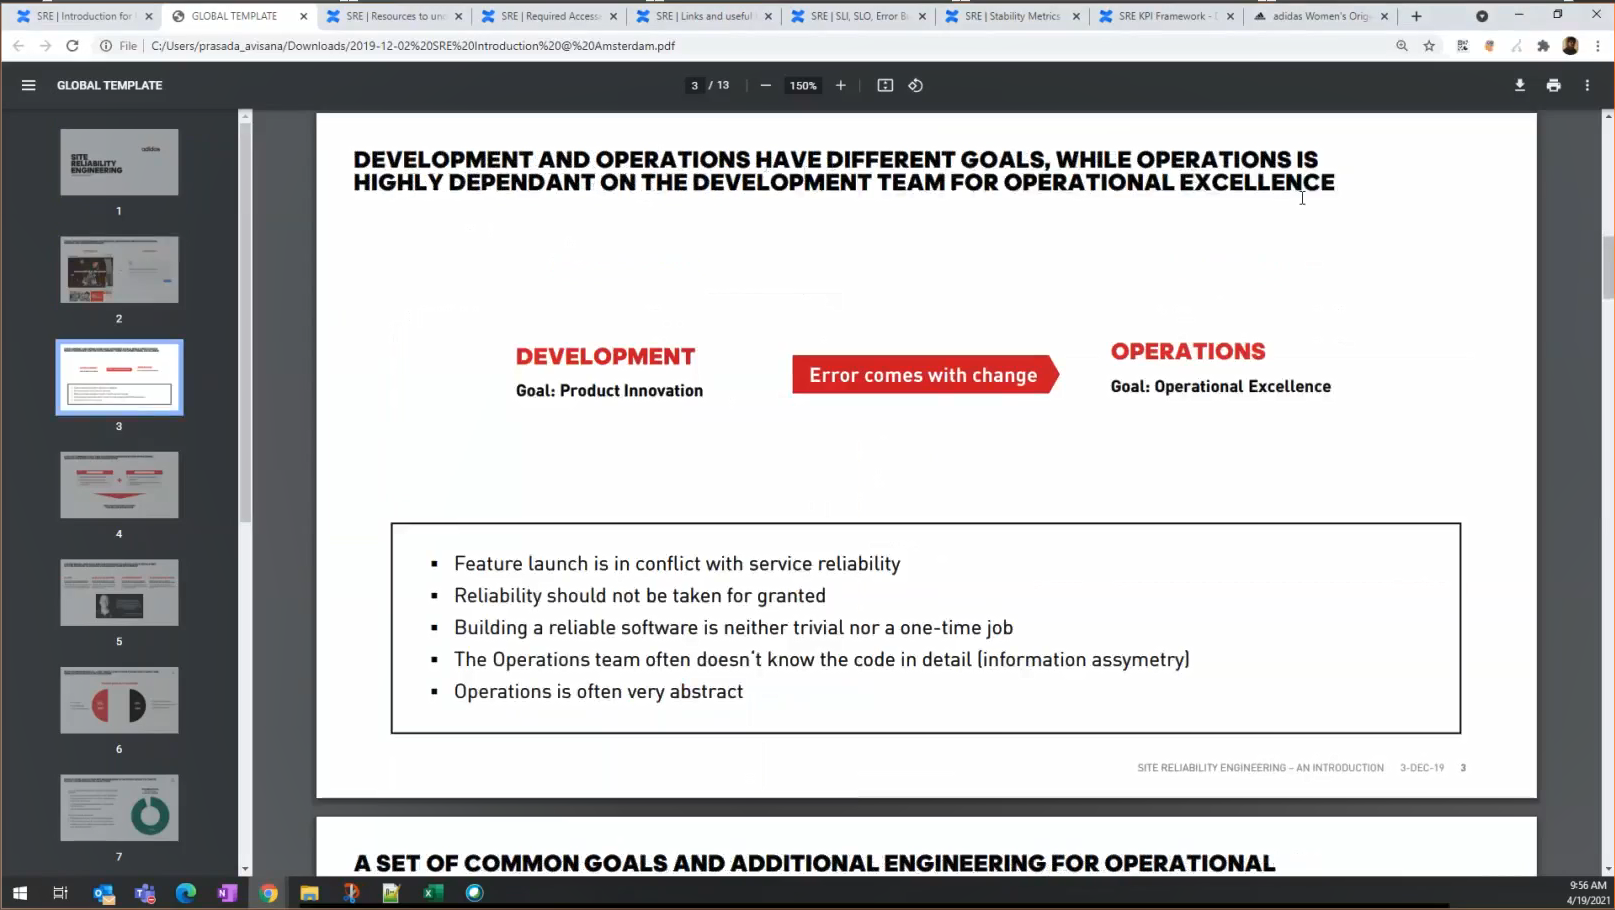 SRE | Introduction for
GLOBAL TEMPLATE
SRE | Resources to un
SRE | Required Access
SRE | Links and useful
SRE | SLI, SLO, Error B
SRE | Stability Metrics
SRE KPI Framework - D
adidas Women's Orig
File
C:/Users/prasada_avisana/Downloads/2019-12-02%20SRE%20Introduction%20@%20Amsterdam.pdf
GLOBAL TEMPLATE
3 / 13
150%
SITE
RELIABILITY
ENGINEERING
adidas
1
2
3
4
5
6
7
DEVELOPMENT AND OPERATIONS HAVE DIFFERENT GOALS, WHILE OPERATIONS IS
HIGHLY DEPENDANT ON THE DEVELOPMENT TEAM FOR OPERATIONAL EXCELLENCE
DEVELOPMENT
Goal: Product Innovation
Error comes with change
OPERATIONS
Goal: Operational Excellence
▪ Feature launch is in conflict with service reliability
▪ Reliability should not be taken for granted
▪ Building a reliable software is neither trivial nor a one-time job
▪ The Operations team often doesn't know the code in detail (information assymetry)
▪ Operations is often very abstract
SITE RELIABILITY ENGINEERING – AN INTRODUCTION 3-DEC-19 3
A SET OF COMMON GOALS AND ADDITIONAL ENGINEERING FOR OPERATIONAL
9:56 AM
4/19/2021